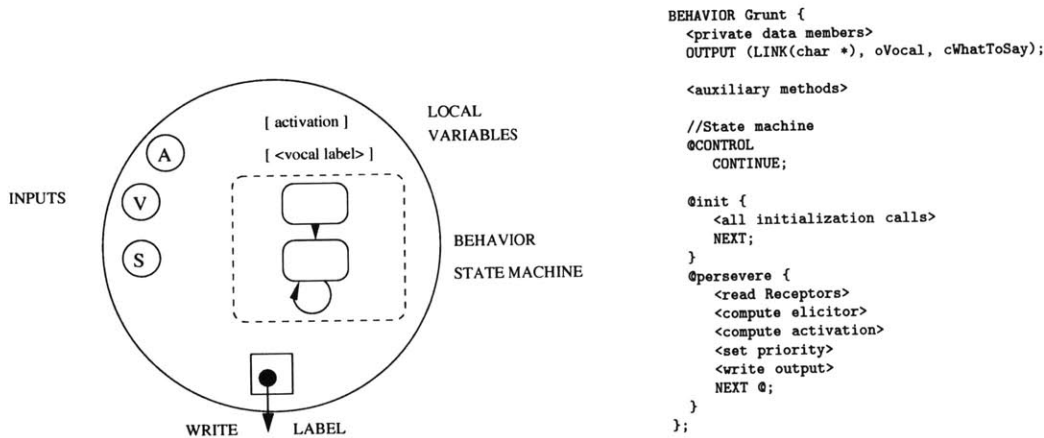 INPUTS
A
V
S
[ activation ]
[ <vocal label> ]
LOCAL
VARIABLES
BEHAVIOR
STATE MACHINE
WRITE LABEL
BEHAVIOR Grunt {
<private data members>
OUTPUT (LINK(char *), oVocal, cWhatToSay);
<auxiliary methods>
//State machine
@CONTROL
CONTINUE;
@init {
<all initialization calls>
NEXT;
}
@persevere {
<read Receptors>
<compute elicitor>
<compute activation>
<set priority>
<write output>
NEXT @;
}
};